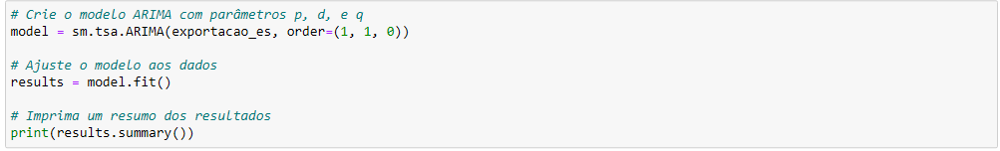 # Crie o modelo ARIMA com parâmetros p, d, e q
model = sm.tsa.ARIMA(exportacao_es, order=(1, 1, 0))
# Ajuste o modelo aos dados
results = model.fit()
# Imprima um resumo dos resultados
print(results.summary())